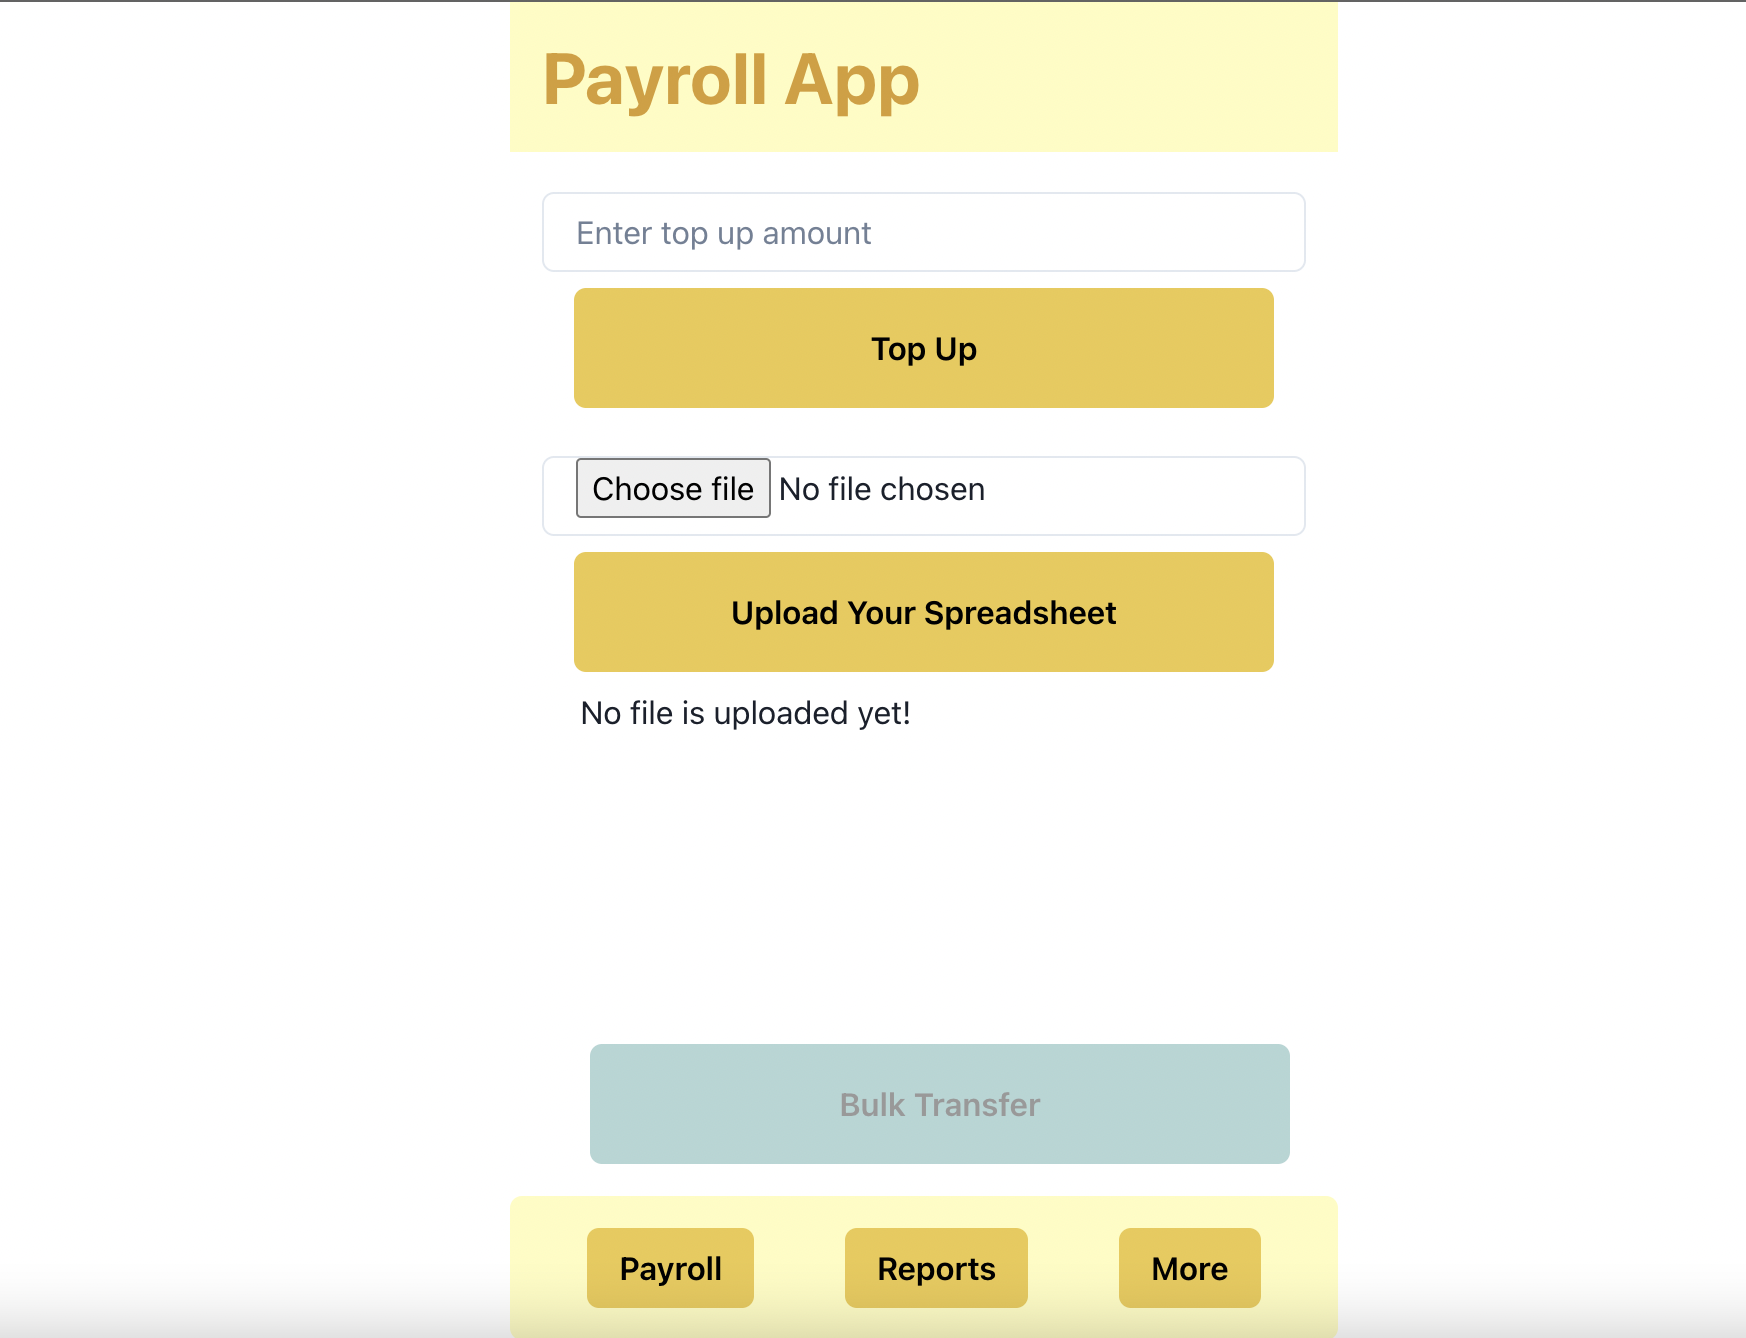 Payroll App
Enter top up amount
Top Up
Choose file No file chosen
Upload Your Spreadsheet
No file is uploaded yet!
Bulk Transfer
Payroll Reports More